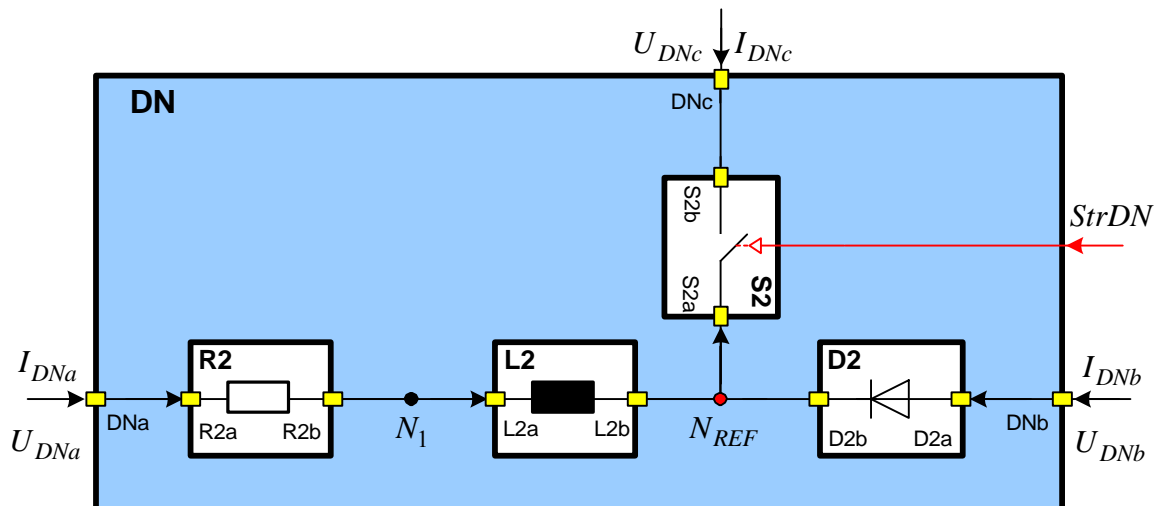 U_DNc I_DNc
DN
DNc
S2b
StrDN
S2a
S2
R2
L2
D2
I_DNa
I_DNb
DNa
R2a R2b
N_1
L2a L2b
N_REF
D2b D2a
DNb
U_DNa
U_DNb